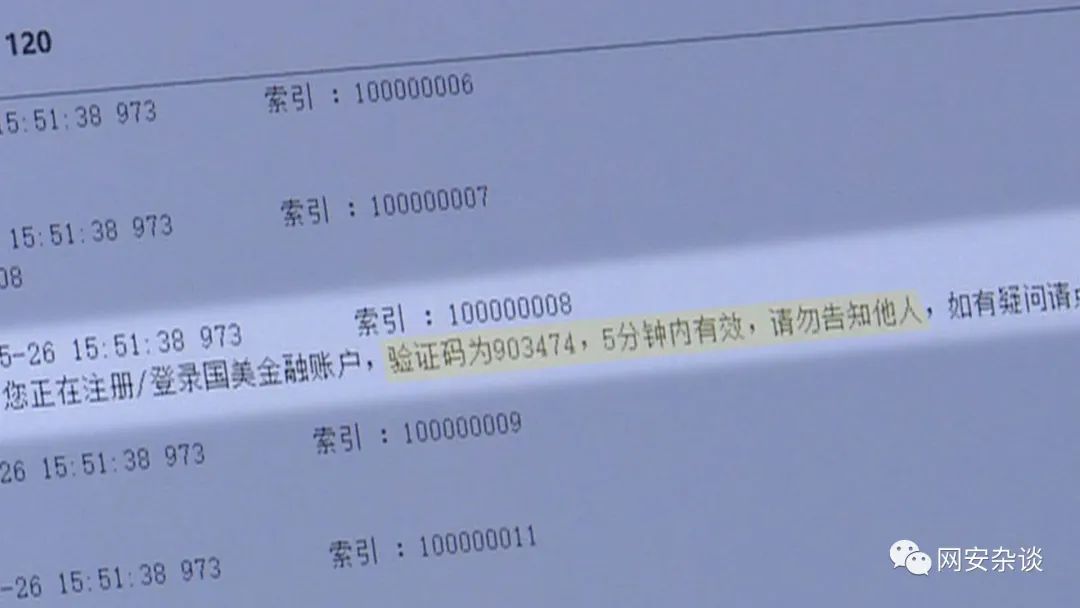 120
15:51:38 973 索引 : 100000006
15:51:38 973 索引 : 100000007
08
5-26 15:51:38 973 索引 : 100000008
您正在注册/登录国美金融账户，验证码为903474，5分钟内有效，请勿告知他人，如有疑问请
26 15:51:38 973 索引 : 100000009
-26 15:51:38 973 索引 : 100000011
网安杂谈